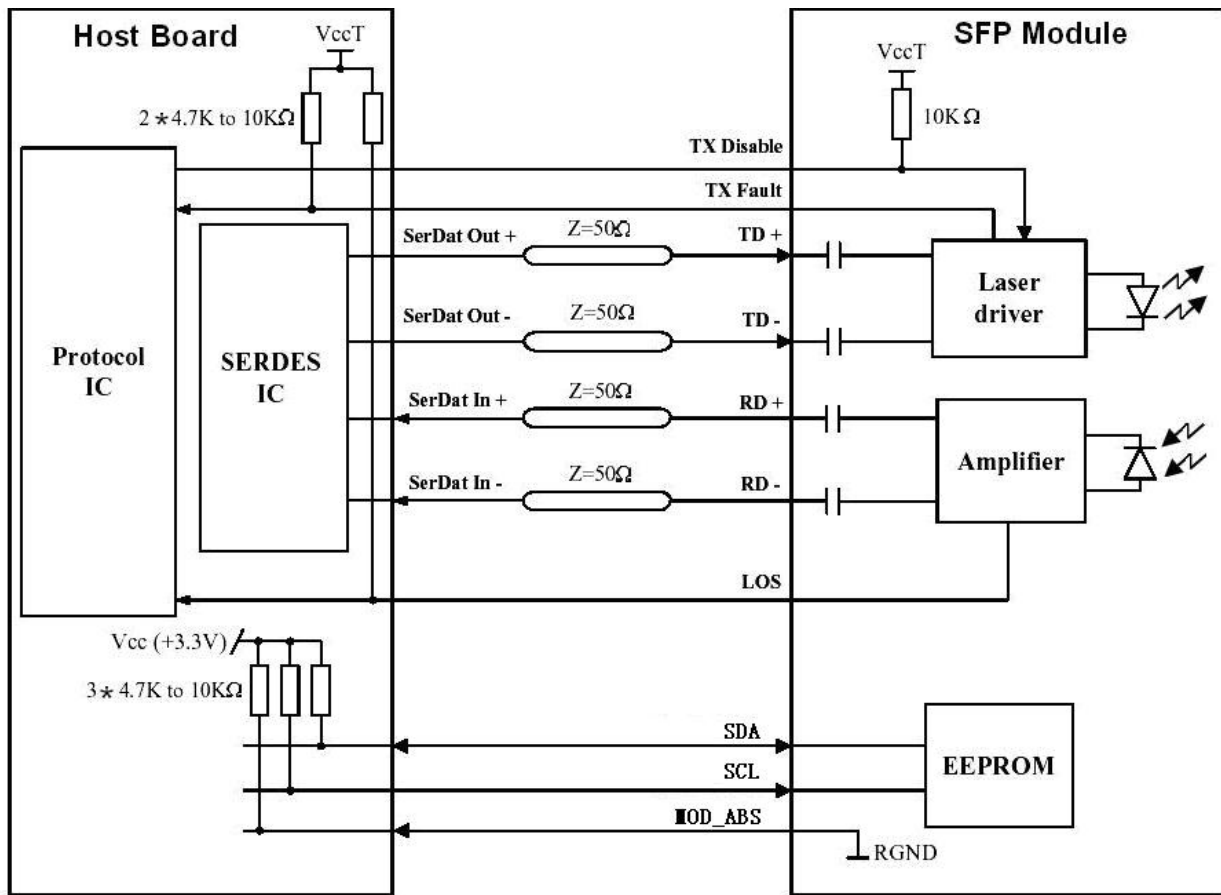 Host Board
SFP Module
VccT
VccT
2*4.7K to 10KΩ
10KΩ
TX Disable
TX Fault
SerDat Out +
Z=50Ω
TD +
SerDat Out -
Z=50Ω
TD -
Laser
driver
Protocol
IC
SERDES
IC
SerDat In +
Z=50Ω
RD +
SerDat In -
Z=50Ω
RD -
Amplifier
LOS
Vcc (+3.3V)
3*4.7K to 10KΩ
SDA
SCL
EEPROM
MOD_ABS
RGND